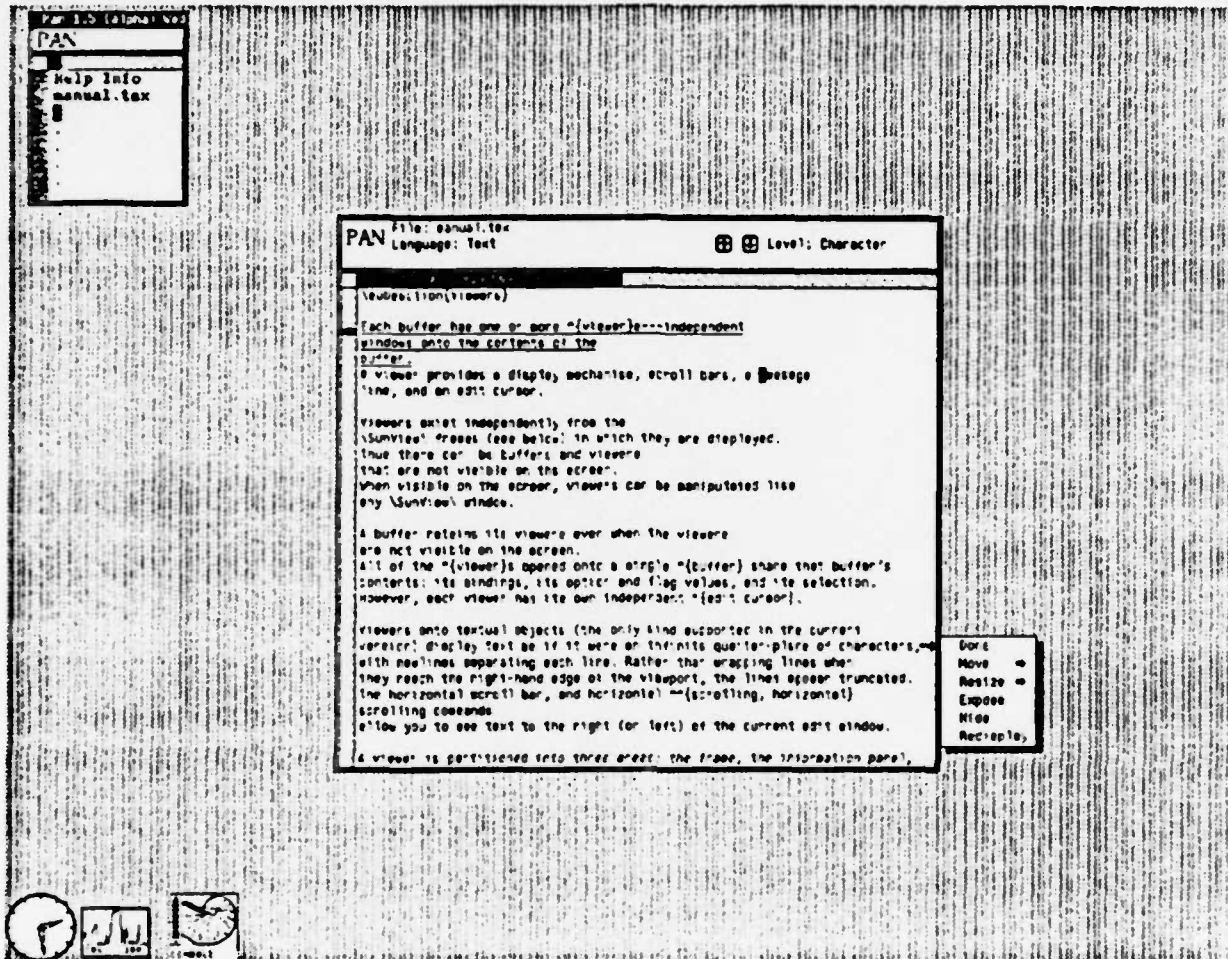 Pan 1.5 (alpha) Wed
PAN
Help Info
manual.tex
PAN File: manual.tex
Language: Text
Level: Character
\subsection{Viewers}
Each buffer has one or more ^{viewer}s---independent
windows onto the contents of the
buffer.
A viewer provides a display mechanism, scroll bars, a message
line, and an edit cursor.
Viewers exist independently from the
\SunView\ frames (see below) in which they are displayed.
Thus there can be buffers and viewers
that are not visible on the screen.
When visible on the screen, viewers can be manipulated like
any \SunView\ window.
A buffer retains its viewers even when the viewers
are not visible on the screen.
All of the ^{viewer}s opened onto a single ^{buffer} share that buffer's
contents: its bindings, its option and flag values, and its selection.
However, each viewer has its own independent ^{edit cursor}.
Viewers onto textual objects (the only kind supported in the current
version) display text as if it were an infinite quarter-plane of characters,
with newlines separating each line. Rather than wrapping lines when
they reach the right-hand edge of the viewport, the lines appear truncated.
The horizontal scroll bar, and horizontal ^^{scrolling, horizontal}
scrolling commands
allow you to see text to the right (or left) of the current edit window.
A viewer is partitioned into three areas: the frame, the information panel,
Done
Move ⇒
Resize ⇒
Expose
Hide
Redisplay